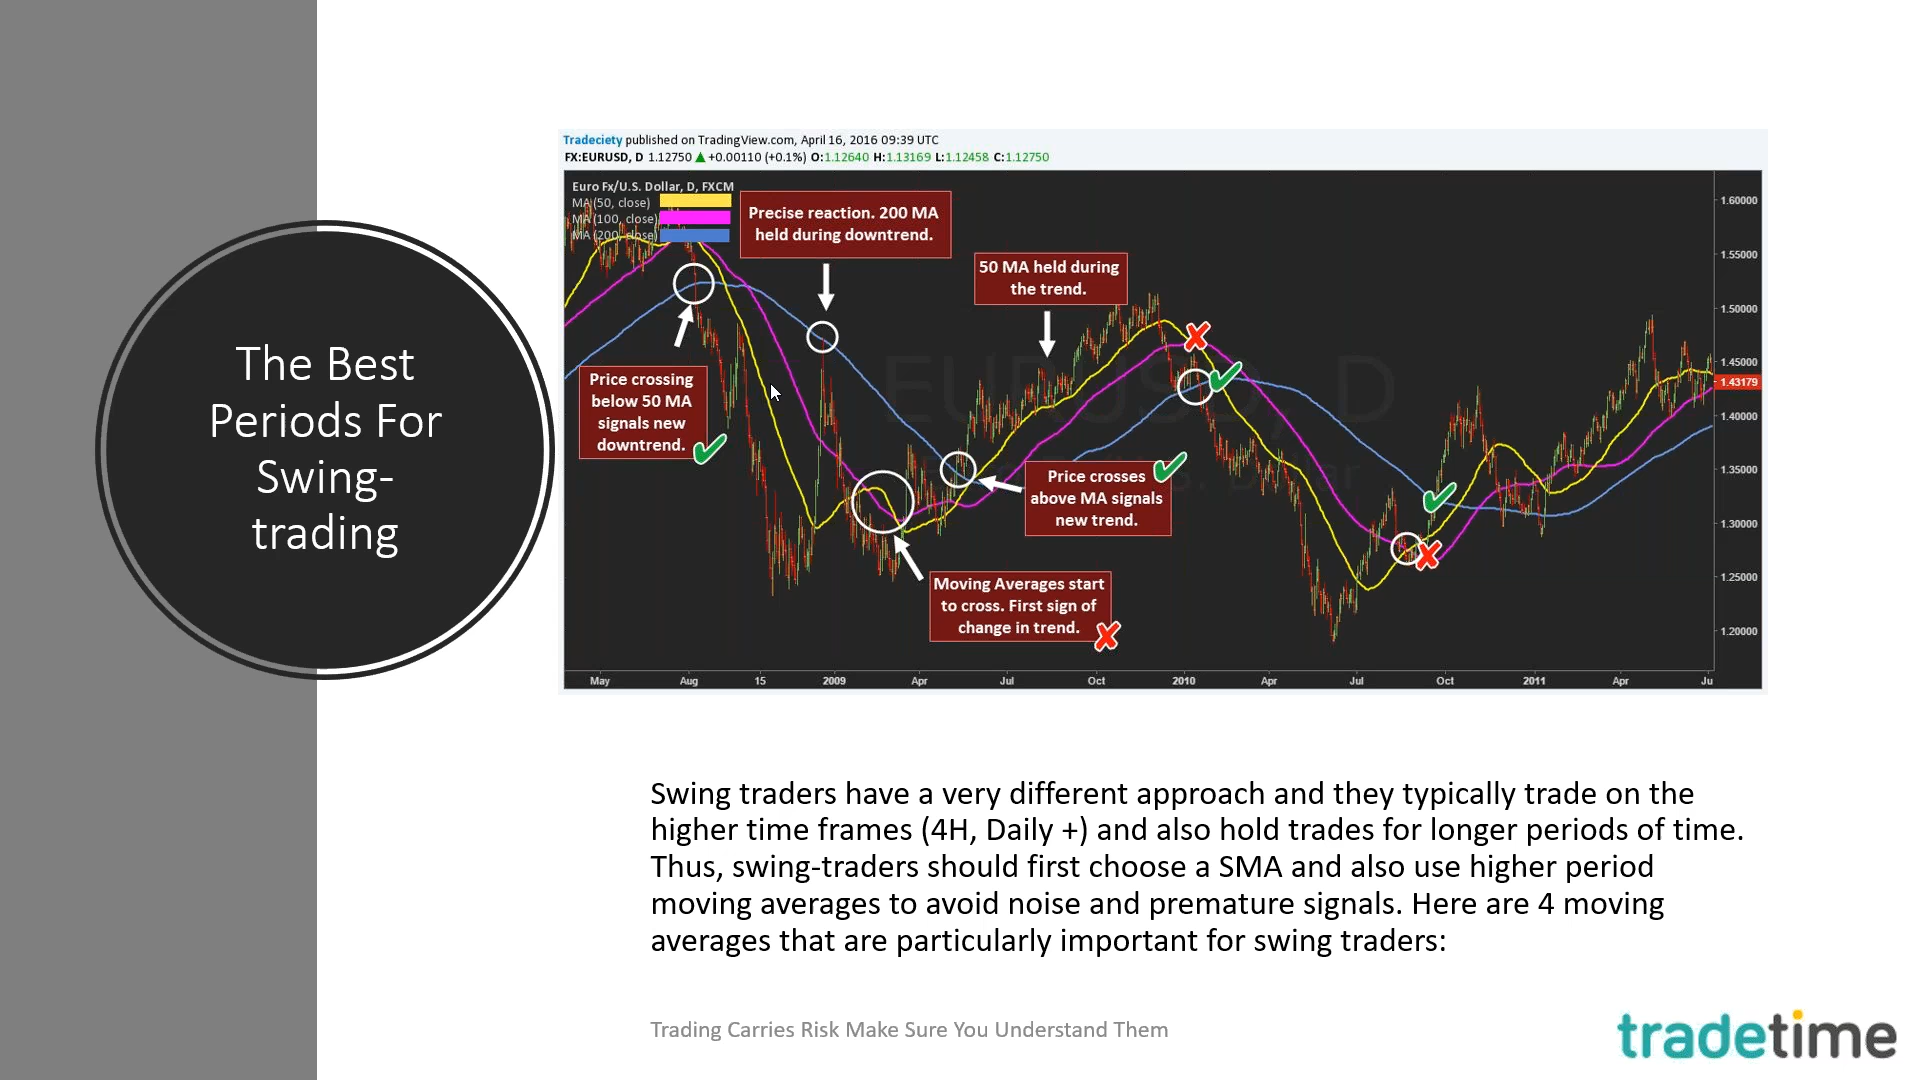 The Best
Periods For
Swing-
trading
Tradeciety published on TradingView.com, April 16, 2016 09:39 UTC
FX:EURUSD, D 1.12750 ▲ +0.00110 (+0.1%) O:1.12640 H:1.13169 L:1.12458 C:1.12750
Euro Fx/U.S. Dollar, D, FXCM
MA (50, close)
MA (100, close)
MA (200, close)
Precise reaction. 200 MA
held during downtrend.
50 MA held during
the trend.
Price crossing
below 50 MA
signals new
downtrend.
Price crosses
above MA signals
new trend.
Moving Averages start
to cross. First sign of
change in trend.
EURUSD, D
1.60000
1.55000
1.50000
1.45000
1.43179
1.40000
1.35000
1.30000
1.25000
1.20000
May Aug 15 2009 Apr Jul Oct 2010 Apr Jul Oct 2011 Apr Ju
Swing traders have a very different approach and they typically trade on the
higher time frames (4H, Daily +) and also hold trades for longer periods of time.
Thus, swing-traders should first choose a SMA and also use higher period
moving averages to avoid noise and premature signals. Here are 4 moving
averages that are particularly important for swing traders:
Trading Carries Risk Make Sure You Understand Them
tradetime